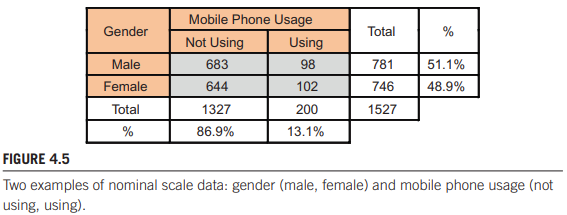 Gender Mobile Phone Usage Total %
Not Using Using
Male 683 98 781 51.1%
Female 644 102 746 48.9%
Total 1327 200 1527
% 86.9% 13.1%
FIGURE 4.5
Two examples of nominal scale data: gender (male, female) and mobile phone usage (not
using, using).